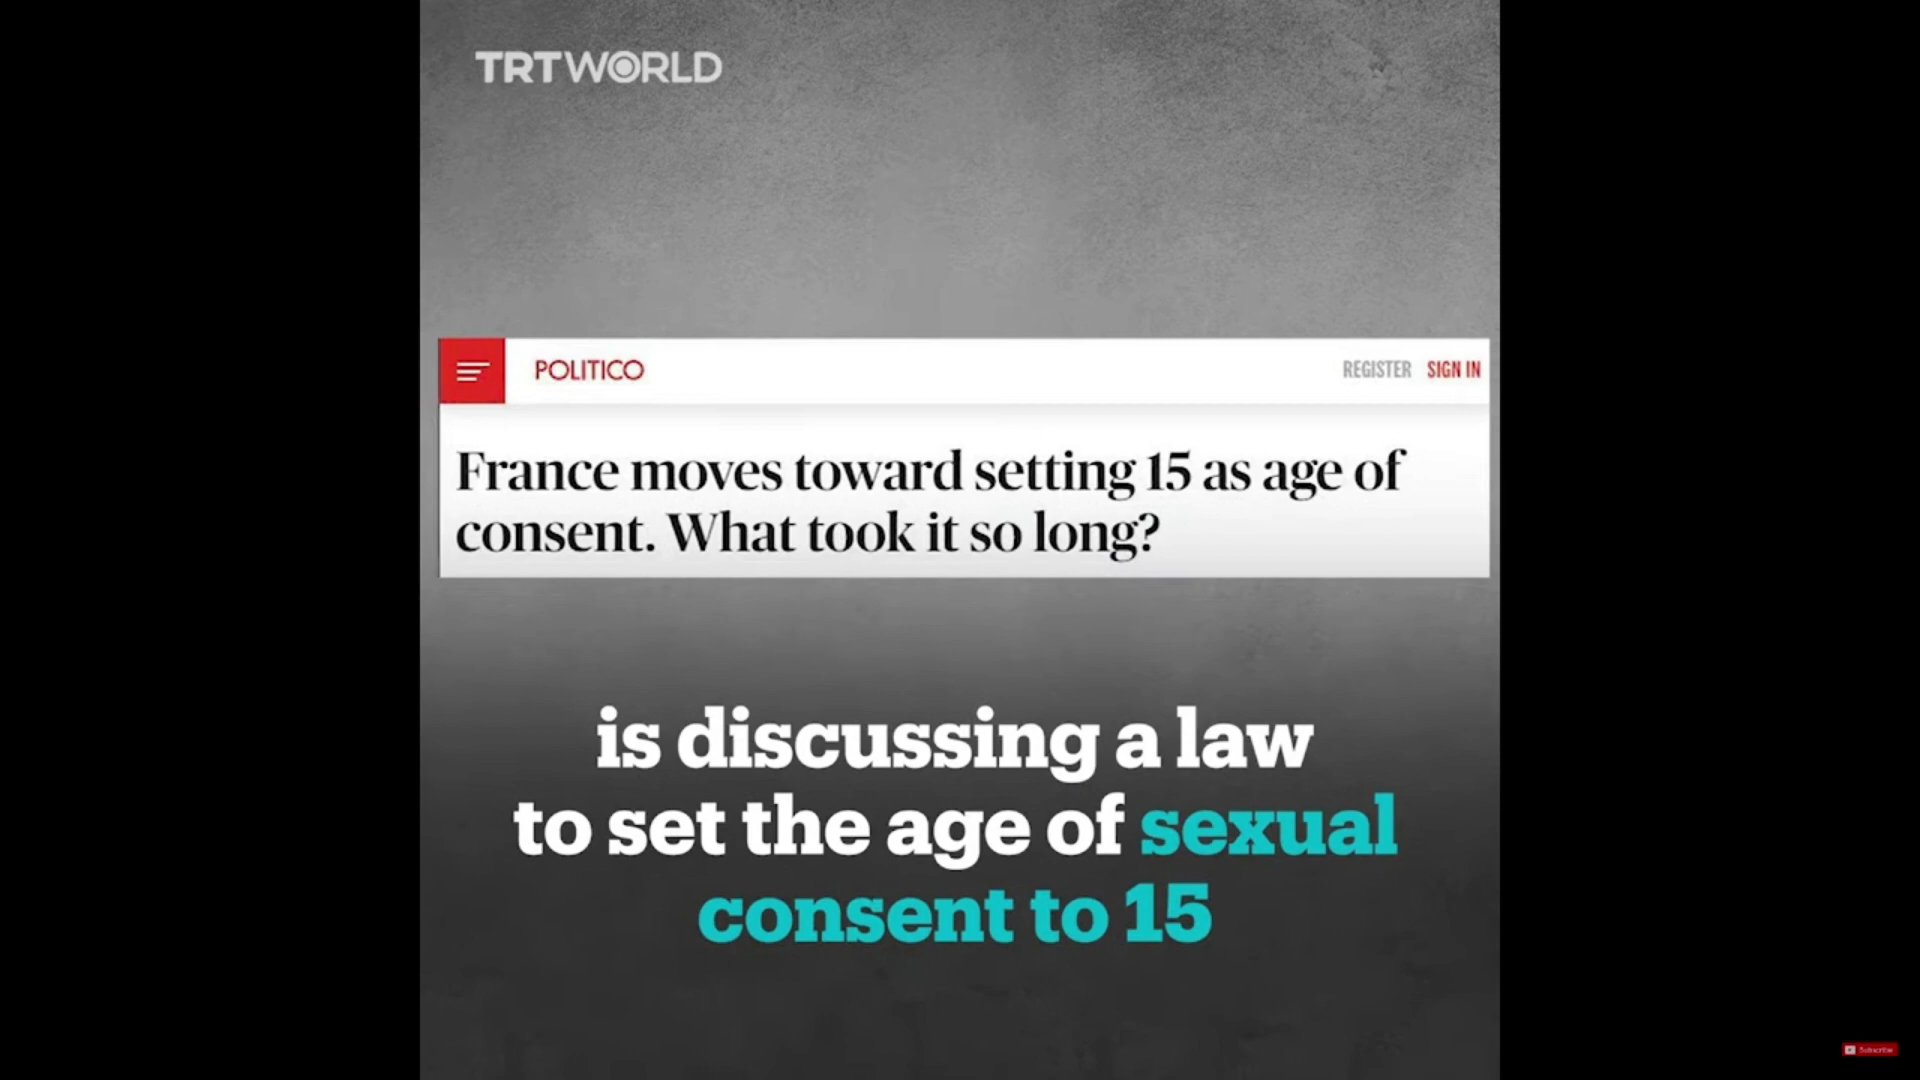 TRTWORLD
POLITICO
REGISTER SIGN IN
France moves toward setting 15 as age of
consent. What took it so long?
is discussing a law
to set the age of sexual
consent to 15
Subscribe